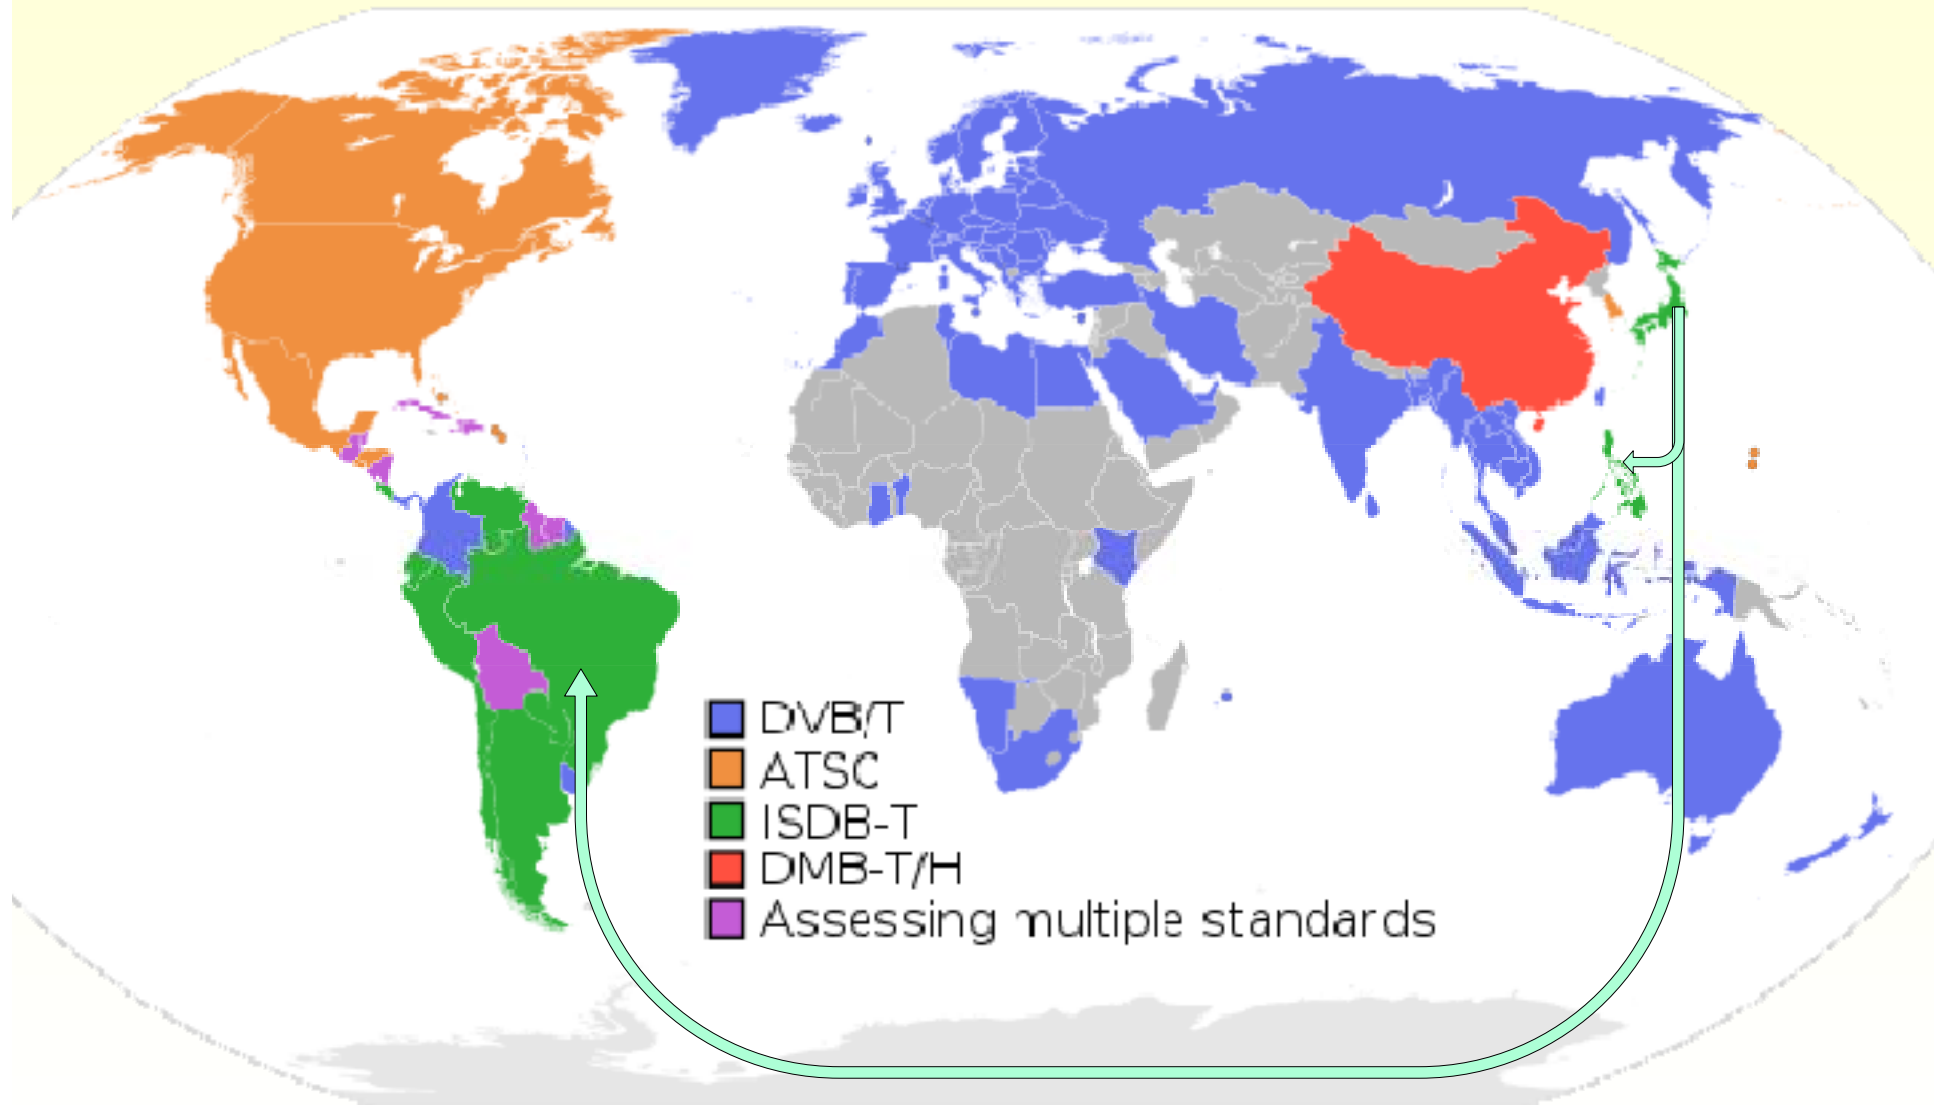 DVB/T
ATSC
ISDB-T
DMB-T/H
Assessing multiple standards